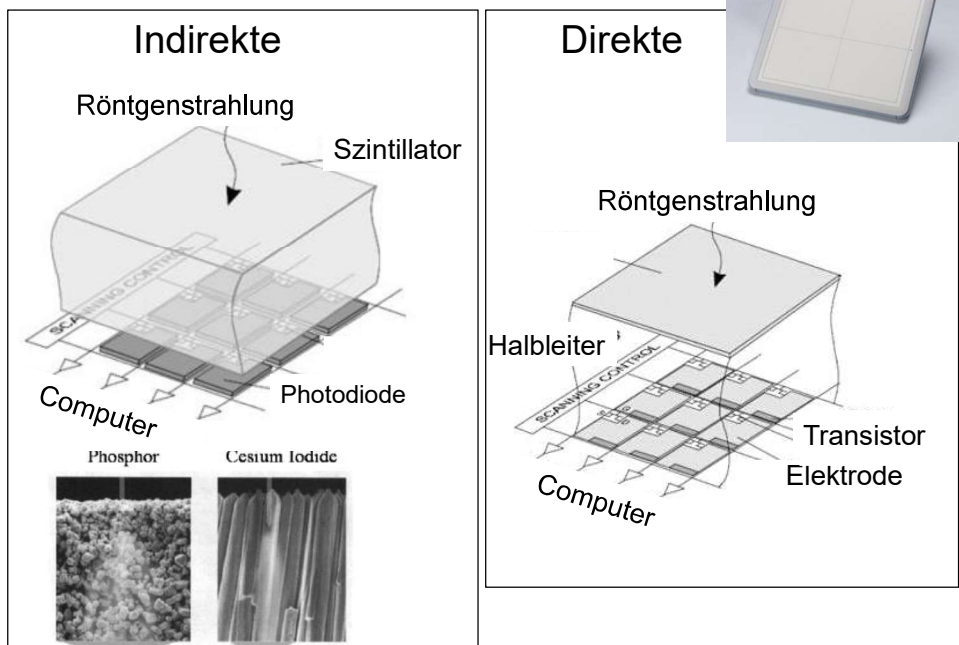 Indirekte
Röntgenstrahlung
Szintillator
SCANNING CONTROL
Photodiode
Computer
Phosphor
Cesium Iodide
Direkte
Röntgenstrahlung
Halbleiter
SCANNING CONTROL
Transistor
Elektrode
Computer